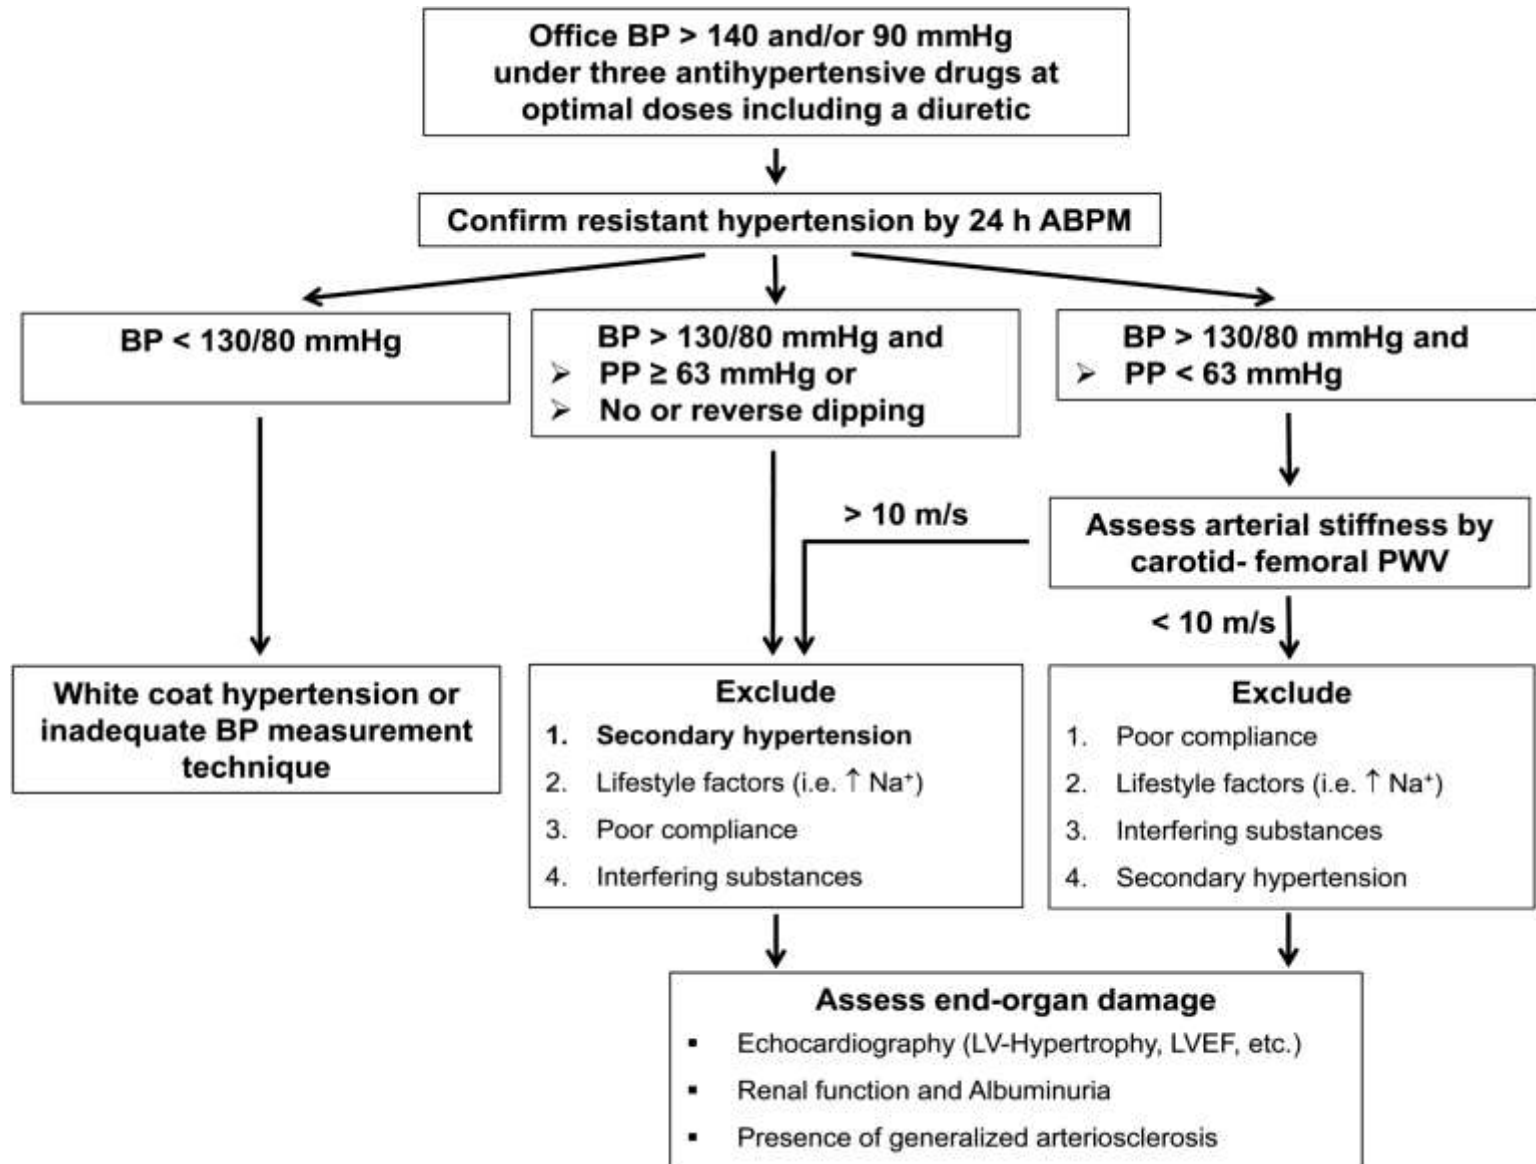 Office BP > 140 and/or 90 mmHg
under three antihypertensive drugs at
optimal doses including a diuretic
Confirm resistant hypertension by 24 h ABPM
BP < 130/80 mmHg
BP > 130/80 mmHg and
➢ PP ≥ 63 mmHg or
➢ No or reverse dipping
BP > 130/80 mmHg and
➢ PP < 63 mmHg
> 10 m/s
Assess arterial stiffness by
carotid- femoral PWV
< 10 m/s
White coat hypertension or
inadequate BP measurement
technique
Exclude
1. Secondary hypertension
2. Lifestyle factors (i.e. ↑ Na⁺)
3. Poor compliance
4. Interfering substances
Exclude
1. Poor compliance
2. Lifestyle factors (i.e. ↑ Na⁺)
3. Interfering substances
4. Secondary hypertension
Assess end-organ damage
▪ Echocardiography (LV-Hypertrophy, LVEF, etc.)
▪ Renal function and Albuminuria
▪ Presence of generalized arteriosclerosis